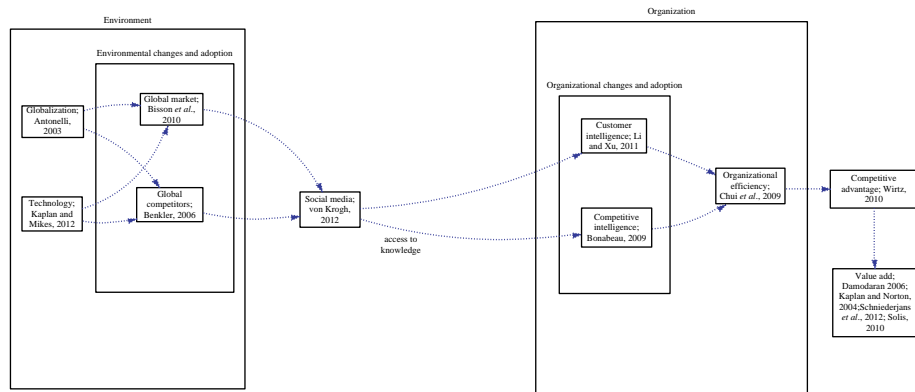 Environment
Environmental changes and adoption
Globalization;
Antonelli,
2003
Technology;
Kaplan and
Mikes, 2012
Global market;
Bisson et al.,
2010
Global
competitors;
Benkler, 2006
Social media;
von Krogh,
2012
access to
knowledge
Organization
Organizational changes and adoption
Customer
intelligence; Li
and Xu, 2011
Competitive
intelligence;
Bonabeau, 2009
Organizational
efficiency;
Chui et al., 2009
Competitive
advantage; Wirtz,
2010
Value add;
Damodaran 2006;
Kaplan and Norton,
2004;Schniederjans
et al., 2012; Solis,
2010